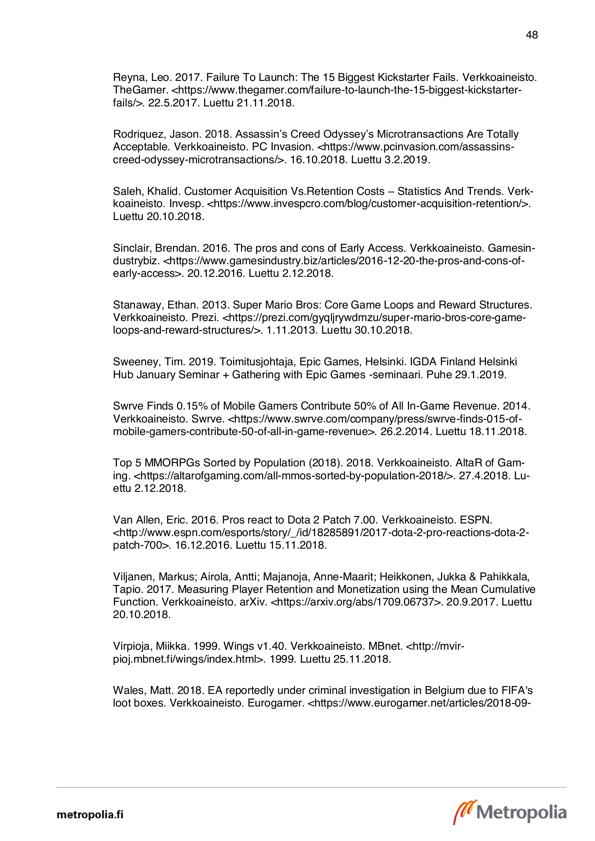 48
Reyna, Leo. 2017. Failure To Launch: The 15 Biggest Kickstarter Fails. Verkkoaineisto.
TheGamer. <https://www.thegamer.com/failure-to-launch-the-15-biggest-kickstarter-
fails/>. 22.5.2017. Luettu 21.11.2018.
Rodriquez, Jason. 2018. Assassin's Creed Odyssey's Microtransactions Are Totally
Acceptable. Verkkoaineisto. PC Invasion. <https://www.pcinvasion.com/assassins-
creed-odyssey-microtransactions/>. 16.10.2018. Luettu 3.2.2019.
Saleh, Khalid. Customer Acquisition Vs.Retention Costs – Statistics And Trends. Verk-
koaineisto. Invesp. <https://www.invespcro.com/blog/customer-acquisition-retention/>.
Luettu 20.10.2018.
Sinclair, Brendan. 2016. The pros and cons of Early Access. Verkkoaineisto. Gamesin-
dustrybiz. <https://www.gamesindustry.biz/articles/2016-12-20-the-pros-and-cons-of-
early-access>. 20.12.2016. Luettu 2.12.2018.
Stanaway, Ethan. 2013. Super Mario Bros: Core Game Loops and Reward Structures.
Verkkoaineisto. Prezi. <https://prezi.com/gyqljrywdmzu/super-mario-bros-core-game-
loops-and-reward-structures/>. 1.11.2013. Luettu 30.10.2018.
Sweeney, Tim. 2019. Toimitusjohtaja, Epic Games, Helsinki. IGDA Finland Helsinki
Hub January Seminar + Gathering with Epic Games -seminaari. Puhe 29.1.2019.
Swrve Finds 0.15% of Mobile Gamers Contribute 50% of All In-Game Revenue. 2014.
Verkkoaineisto. Swrve. <https://www.swrve.com/company/press/swrve-finds-015-of-
mobile-gamers-contribute-50-of-all-in-game-revenue>. 26.2.2014. Luettu 18.11.2018.
Top 5 MMORPGs Sorted by Population (2018). 2018. Verkkoaineisto. AltaR of Gam-
ing. <https://altarofgaming.com/all-mmos-sorted-by-population-2018/>. 27.4.2018. Lu-
ettu 2.12.2018.
Van Allen, Eric. 2016. Pros react to Dota 2 Patch 7.00. Verkkoaineisto. ESPN.
<http://www.espn.com/esports/story/_/id/18285891/2017-dota-2-pro-reactions-dota-2-
patch-700>. 16.12.2016. Luettu 15.11.2018.
Viljanen, Markus; Airola, Antti; Majanoja, Anne-Maarit; Heikkonen, Jukka & Pahikkala,
Tapio. 2017. Measuring Player Retention and Monetization using the Mean Cumulative
Function. Verkkoaineisto. arXiv. <https://arxiv.org/abs/1709.06737>. 20.9.2017. Luettu
20.10.2018.
Virpioja, Miikka. 1999. Wings v1.40. Verkkoaineisto. MBnet. <http://mvir-
pioj.mbnet.fi/wings/index.html>. 1999. Luettu 25.11.2018.
Wales, Matt. 2018. EA reportedly under criminal investigation in Belgium due to FIFA's
loot boxes. Verkkoaineisto. Eurogamer. <https://www.eurogamer.net/articles/2018-09-
metropolia.fi
Metropolia